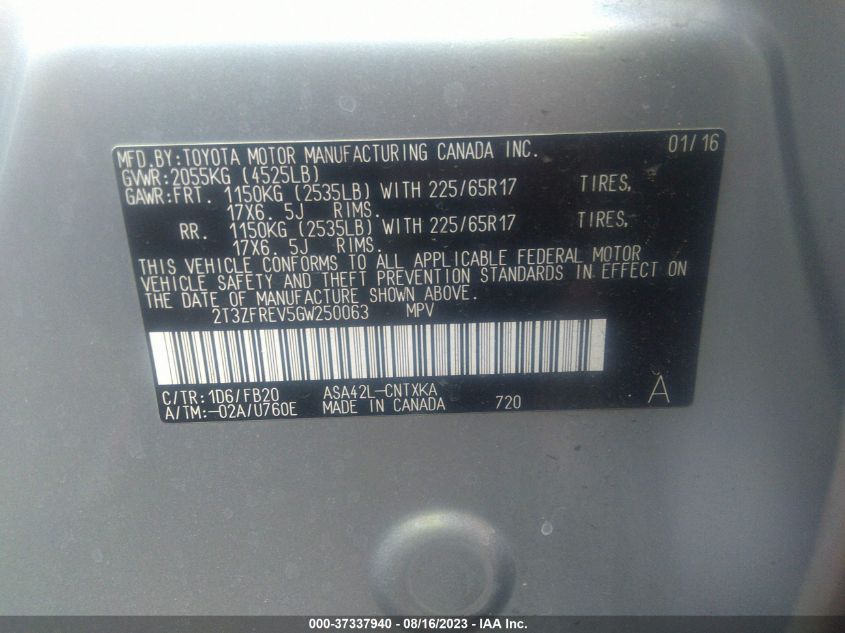 MFD.BY:TOYOTA MOTOR MANUFACTURING CANADA INC. 01/16
GVWR:2055KG (4525LB)
GAWR:FRT. 1150KG (2535LB) WITH 225/65R17 TIRES,
17X6. 5J RIMS.
RR. 1150KG (2535LB) WITH 225/65R17 TIRES,
17X6. 5J RIMS.
THIS VEHICLE CONFORMS TO ALL APPLICABLE FEDERAL MOTOR
VEHICLE SAFETY AND THEFT PREVENTION STANDARDS IN EFFECT ON
THE DATE OF MANUFACTURE SHOWN ABOVE.
2T3ZFREV5GW250063 MPV
C/TR:1D6/FB20 ASA42L-CNTXKA A
A/TM:-02A/U760E MADE IN CANADA 720
000-37337940 - 08/16/2023 - IAA Inc.